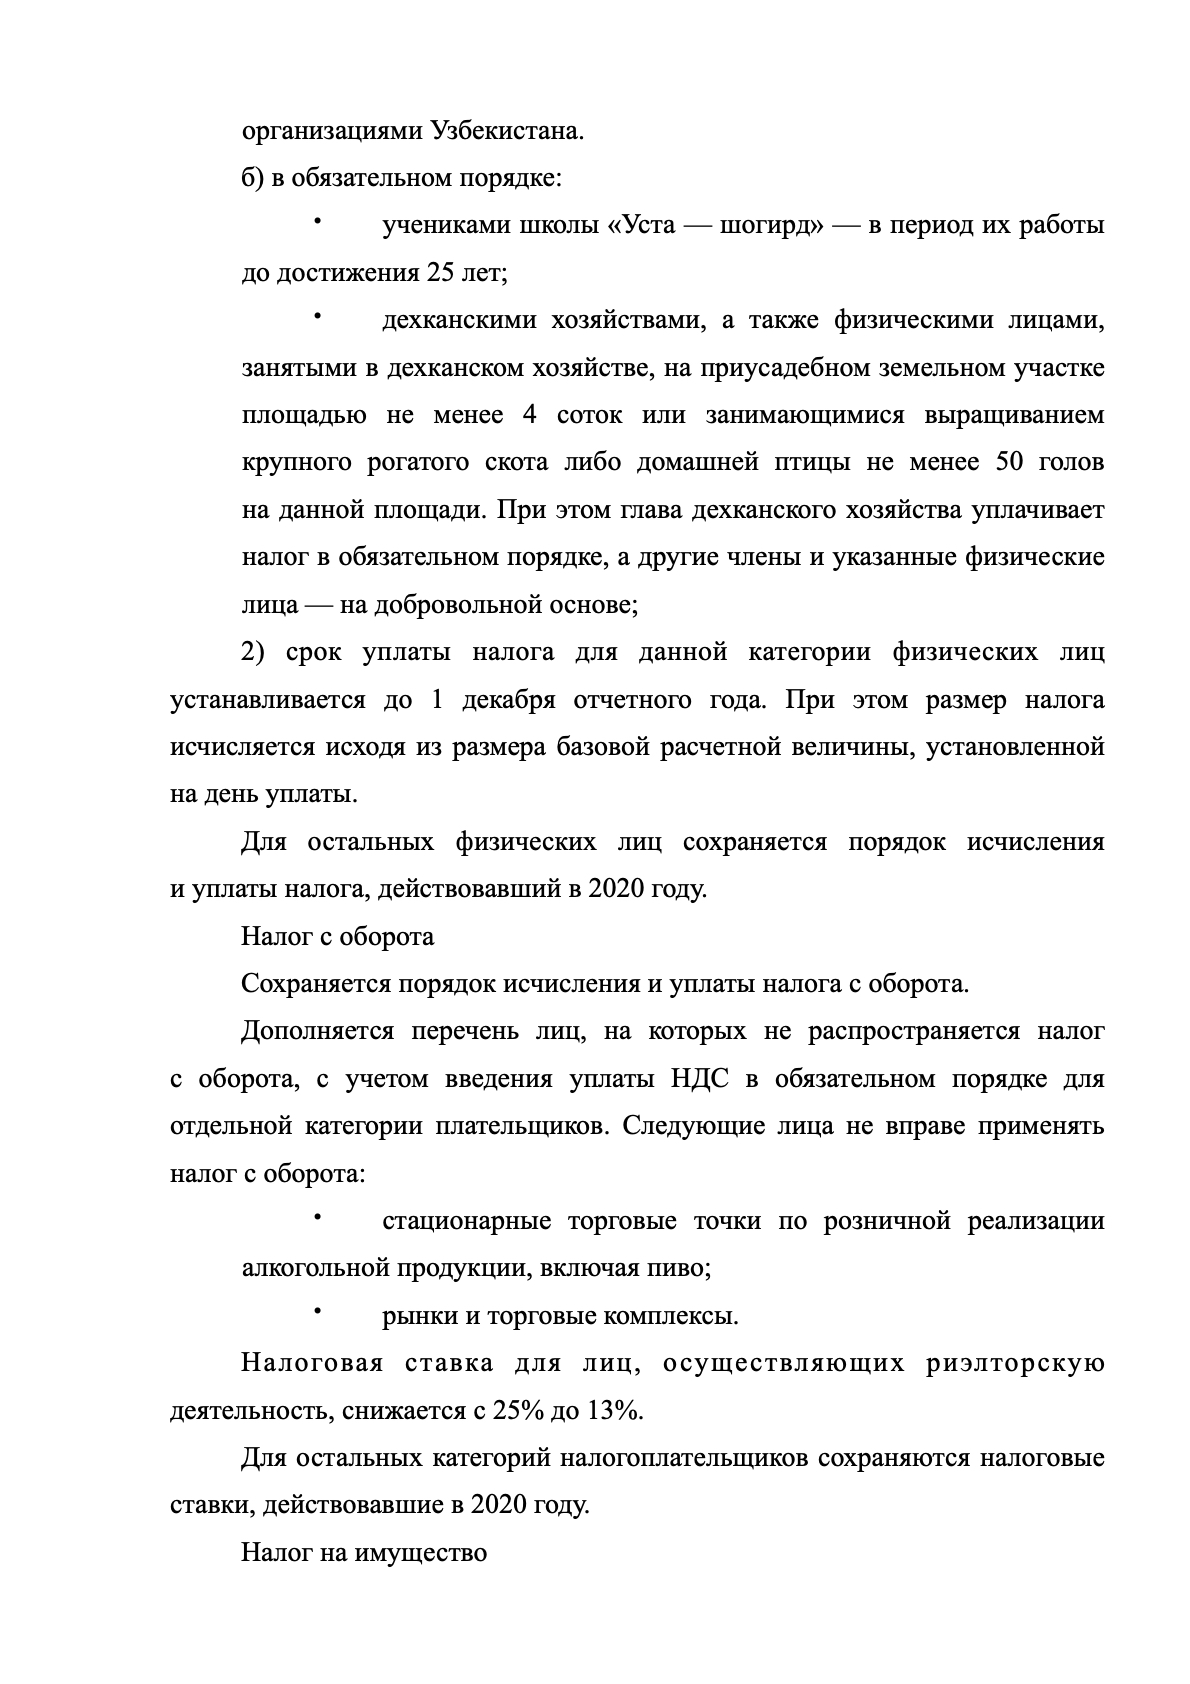 организациями Узбекистана.
б) в обязательном порядке:
• учениками школы «Уста — шогирд» — в период их работы
до достижения 25 лет;
• дехканскими хозяйствами, а также физическими лицами,
занятыми в дехканском хозяйстве, на приусадебном земельном участке
площадью не менее 4 соток или занимающимися выращиванием
крупного рогатого скота либо домашней птицы не менее 50 голов
на данной площади. При этом глава дехканского хозяйства уплачивает
налог в обязательном порядке, а другие члены и указанные физические
лица — на добровольной основе;
2) срок уплаты налога для данной категории физических лиц
устанавливается до 1 декабря отчетного года. При этом размер налога
исчисляется исходя из размера базовой расчетной величины, установленной
на день уплаты.
Для остальных физических лиц сохраняется порядок исчисления
и уплаты налога, действовавший в 2020 году.
Налог с оборота
Сохраняется порядок исчисления и уплаты налога с оборота.
Дополняется перечень лиц, на которых не распространяется налог
с оборота, с учетом введения уплаты НДС в обязательном порядке для
отдельной категории плательщиков. Следующие лица не вправе применять
налог с оборота:
• стационарные торговые точки по розничной реализации
алкогольной продукции, включая пиво;
• рынки и торговые комплексы.
Налоговая ставка для лиц, осуществляющих риэлторскую
деятельность, снижается с 25% до 13%.
Для остальных категорий налогоплательщиков сохраняются налоговые
ставки, действовавшие в 2020 году.
Налог на имущество